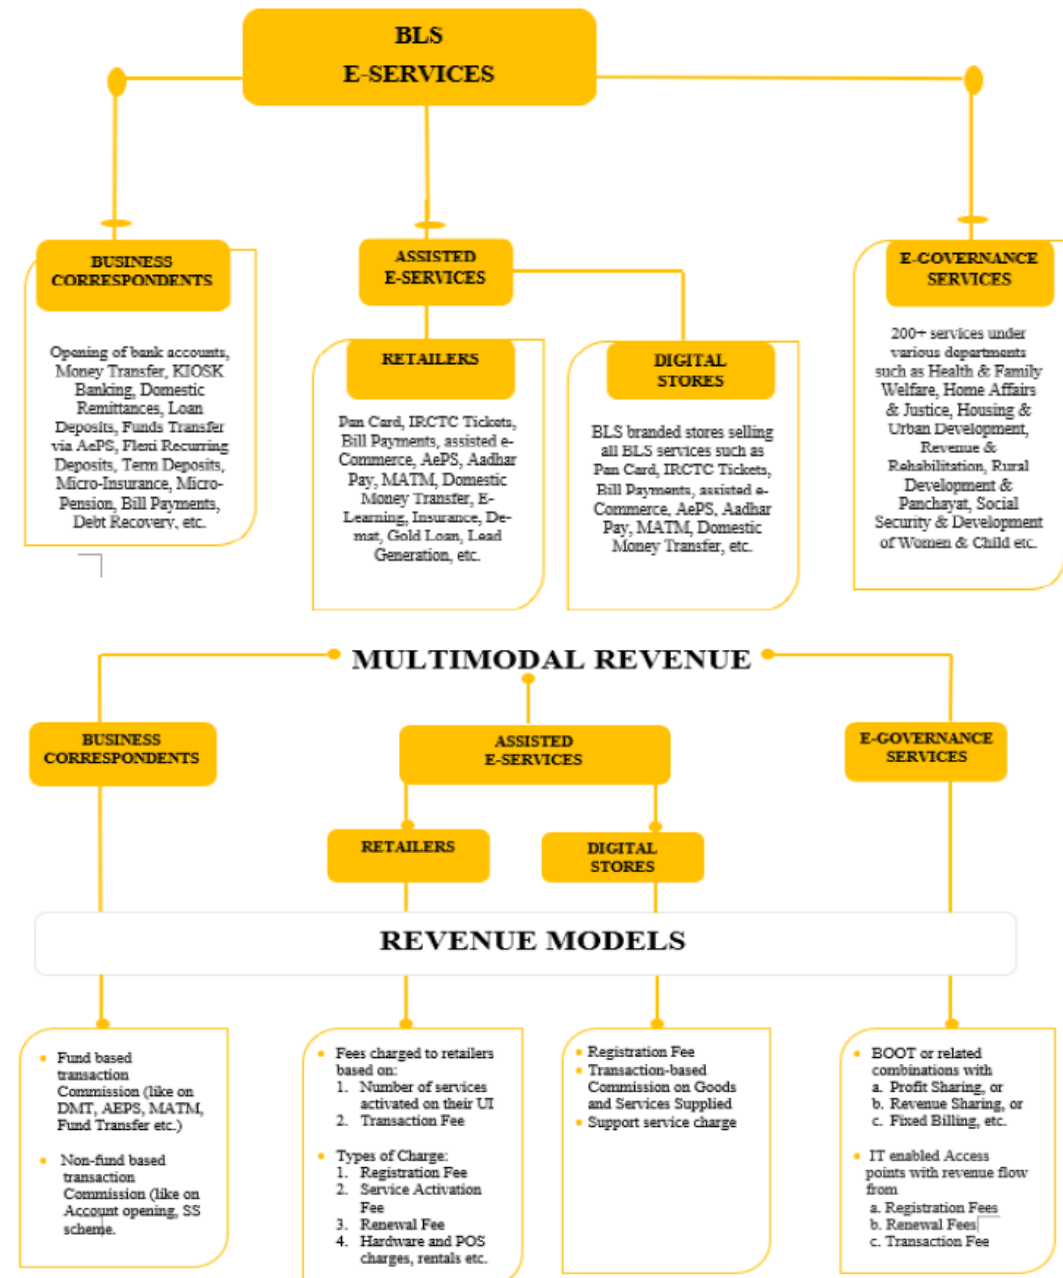 BLS
E-SERVICES
BUSINESS
CORRESPONDENTS
Opening of bank accounts,
Money Transfer, KIOSK
Banking, Domestic
Remittances, Loan
Deposits, Funds Transfer
via AePS, Flexi Recurring
Deposits, Term Deposits,
Micro-Insurance, Micro-
Pension, Bill Payments,
Debt Recovery, etc.
ASSISTED
E-SERVICES
RETAILERS
Pan Card, IRCTC Tickets,
Bill Payments, assisted e-
Commerce, AePS, Aadhar
Pay, MATM, Domestic
Money Transfer, E-
Learning, Insurance, De-
mat, Gold Loan, Lead
Generation, etc.
DIGITAL
STORES
BLS branded stores selling
all BLS services such as
Pan Card, IRCTC Tickets,
Bill Payments, assisted e-
Commerce, AePS, Aadhar
Pay, MATM, Domestic
Money Transfer, etc.
E-GOVERNANCE
SERVICES
200+ services under
various departments
such as Health & Family
Welfare, Home Affairs
& Justice, Housing &
Urban Development,
Revenue &
Rehabilitation, Rural
Development &
Panchayat, Social
Security & Development
of Women & Child etc.
MULTIMODAL REVENUE
BUSINESS
CORRESPONDENTS
ASSISTED
E-SERVICES
E-GOVERNANCE
SERVICES
RETAILERS
DIGITAL
STORES
REVENUE MODELS
• Fund based
transaction
Commission (like on
DMT, AEPS, MATM,
Fund Transfer etc.)
• Non-fund based
transaction
Commission (like on
Account opening, SS
scheme.
• Fees charged to retailers
based on:
1. Number of services
activated on their UI
2. Transaction Fee
• Types of Charge:
1. Registration Fee
2. Service Activation
Fee
3. Renewal Fee
4. Hardware and POS
charges, rentals etc.
• Registration Fee
• Transaction-based
Commission on Goods
and Services Supplied
• Support service charge
• BOOT or related
combinations with
a. Profit Sharing, or
b. Revenue Sharing, or
c. Fixed Billing, etc.
• IT enabled Access
points with revenue flow
from
a. Registration Fees
b. Renewal Fees
c. Transaction Fee